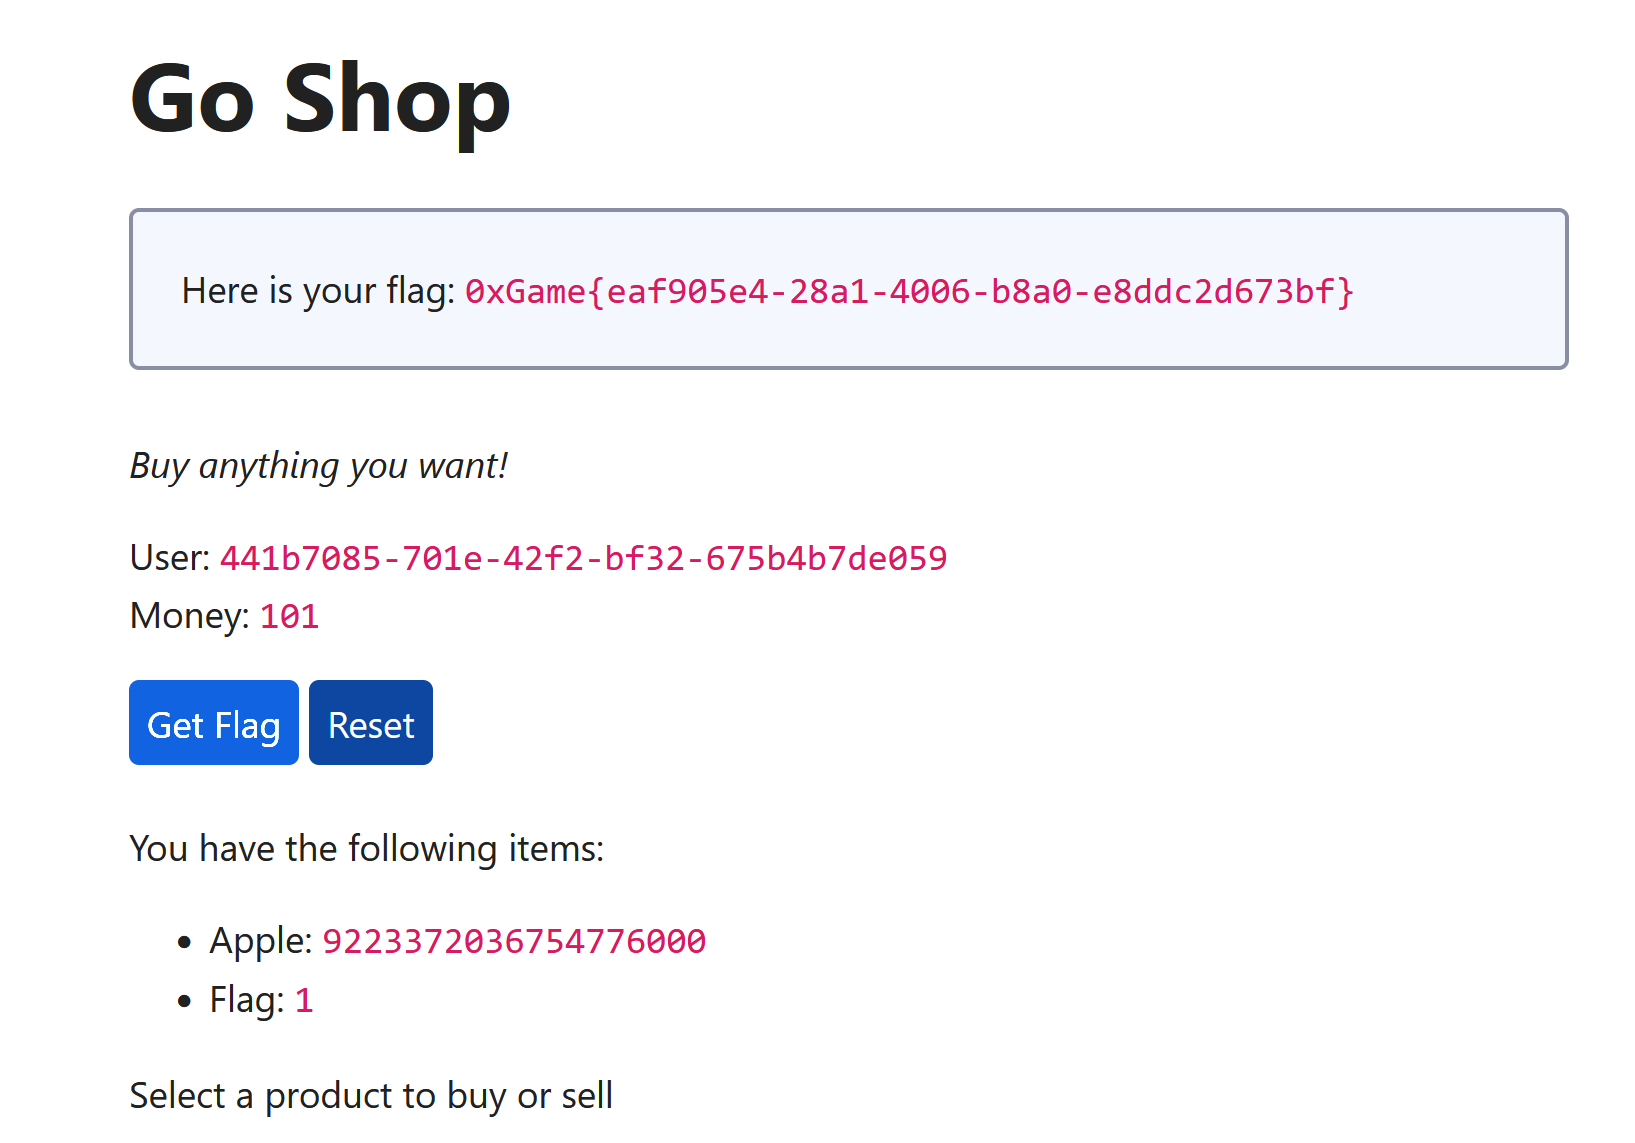 Go Shop
Here is your flag: 0xGame{eaf905e4-28a1-4006-b8a0-e8ddc2d673bf}
Buy anything you want!
User: 441b7085-701e-42f2-bf32-675b4b7de059
Money: 101
Get Flag Reset
You have the following items:
• Apple: 9223372036754776000
• Flag: 1
Select a product to buy or sell